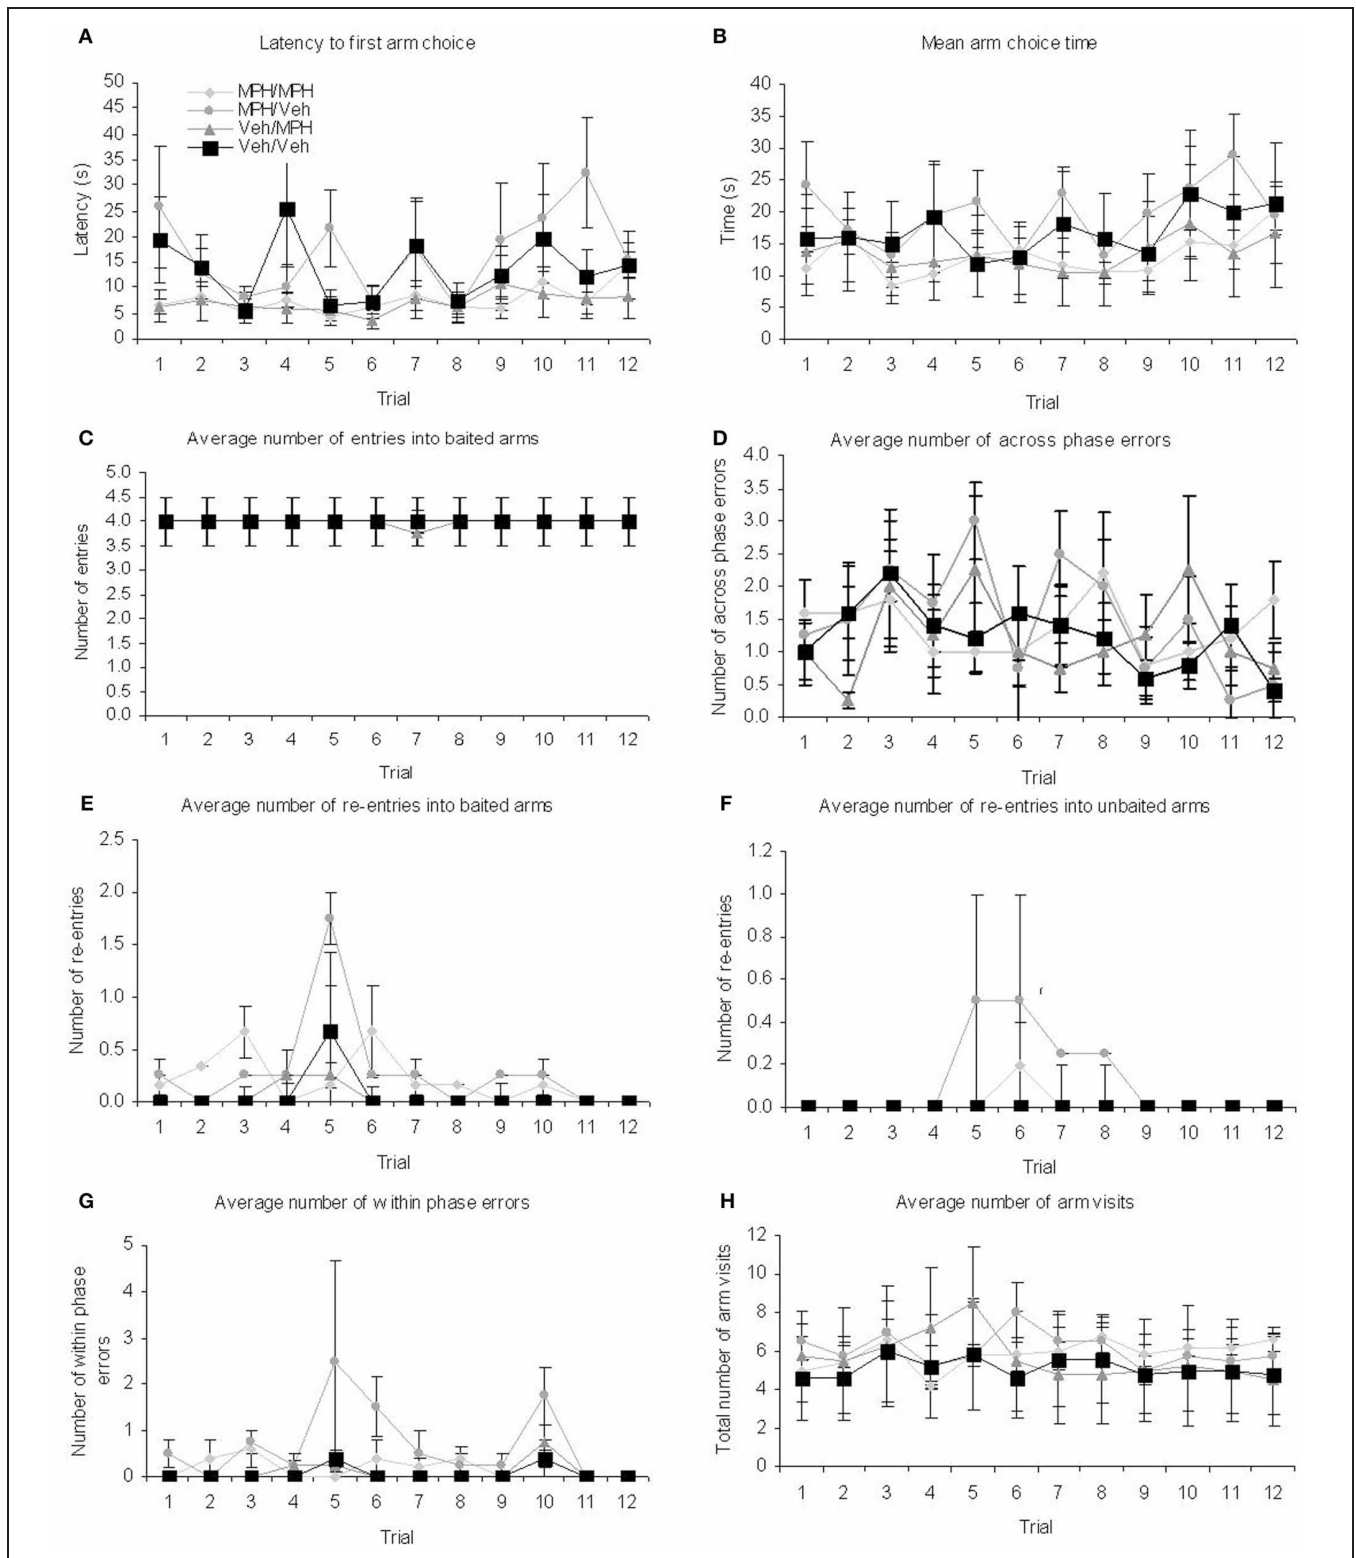 A
Latency to first arm choice
50
45
40
35
30
25
20
15
10
5
0
Latency (s)
MPH/MPH
MPH/Veh
Veh/MPH
Veh/Veh
1 2 3 4 5 6 7 8 9 10 11 12
Trial
B
Mean arm choice time
40
35
30
25
20
15
10
5
0
Time (s)
1 2 3 4 5 6 7 8 9 10 11 12
Trial
C
Average number of entries into baited arms
5.0
4.5
4.0
3.5
3.0
2.5
2.0
1.5
1.0
0.5
0.0
Number of entries
1 2 3 4 5 6 7 8 9 10 11 12
Trial
D
Average number of across phase errors
4.0
3.5
3.0
2.5
2.0
1.5
1.0
0.5
0.0
Number of across phase errors
1 2 3 4 5 6 7 8 9 10 11 12
Trial
E
Average number of re-entries into baited arms
2.5
2.0
1.5
1.0
0.5
0.0
Number of re-entries
1 2 3 4 5 6 7 8 9 10 11 12
Trial
F
Average number of re-entries into unbaited arms
1.2
1.0
0.8
0.6
0.4
0.2
0.0
Number of re-entries
1 2 3 4 5 6 7 8 9 10 11 12
Trial
G
Average number of within phase errors
5
4
3
2
1
0
Number of within phase
errors
1 2 3 4 5 6 7 8 9 10 11 12
Trial
H
Average number of arm visits
12
10
8
6
4
2
0
Total number of arm visits
1 2 3 4 5 6 7 8 9 10 11 12
Trial